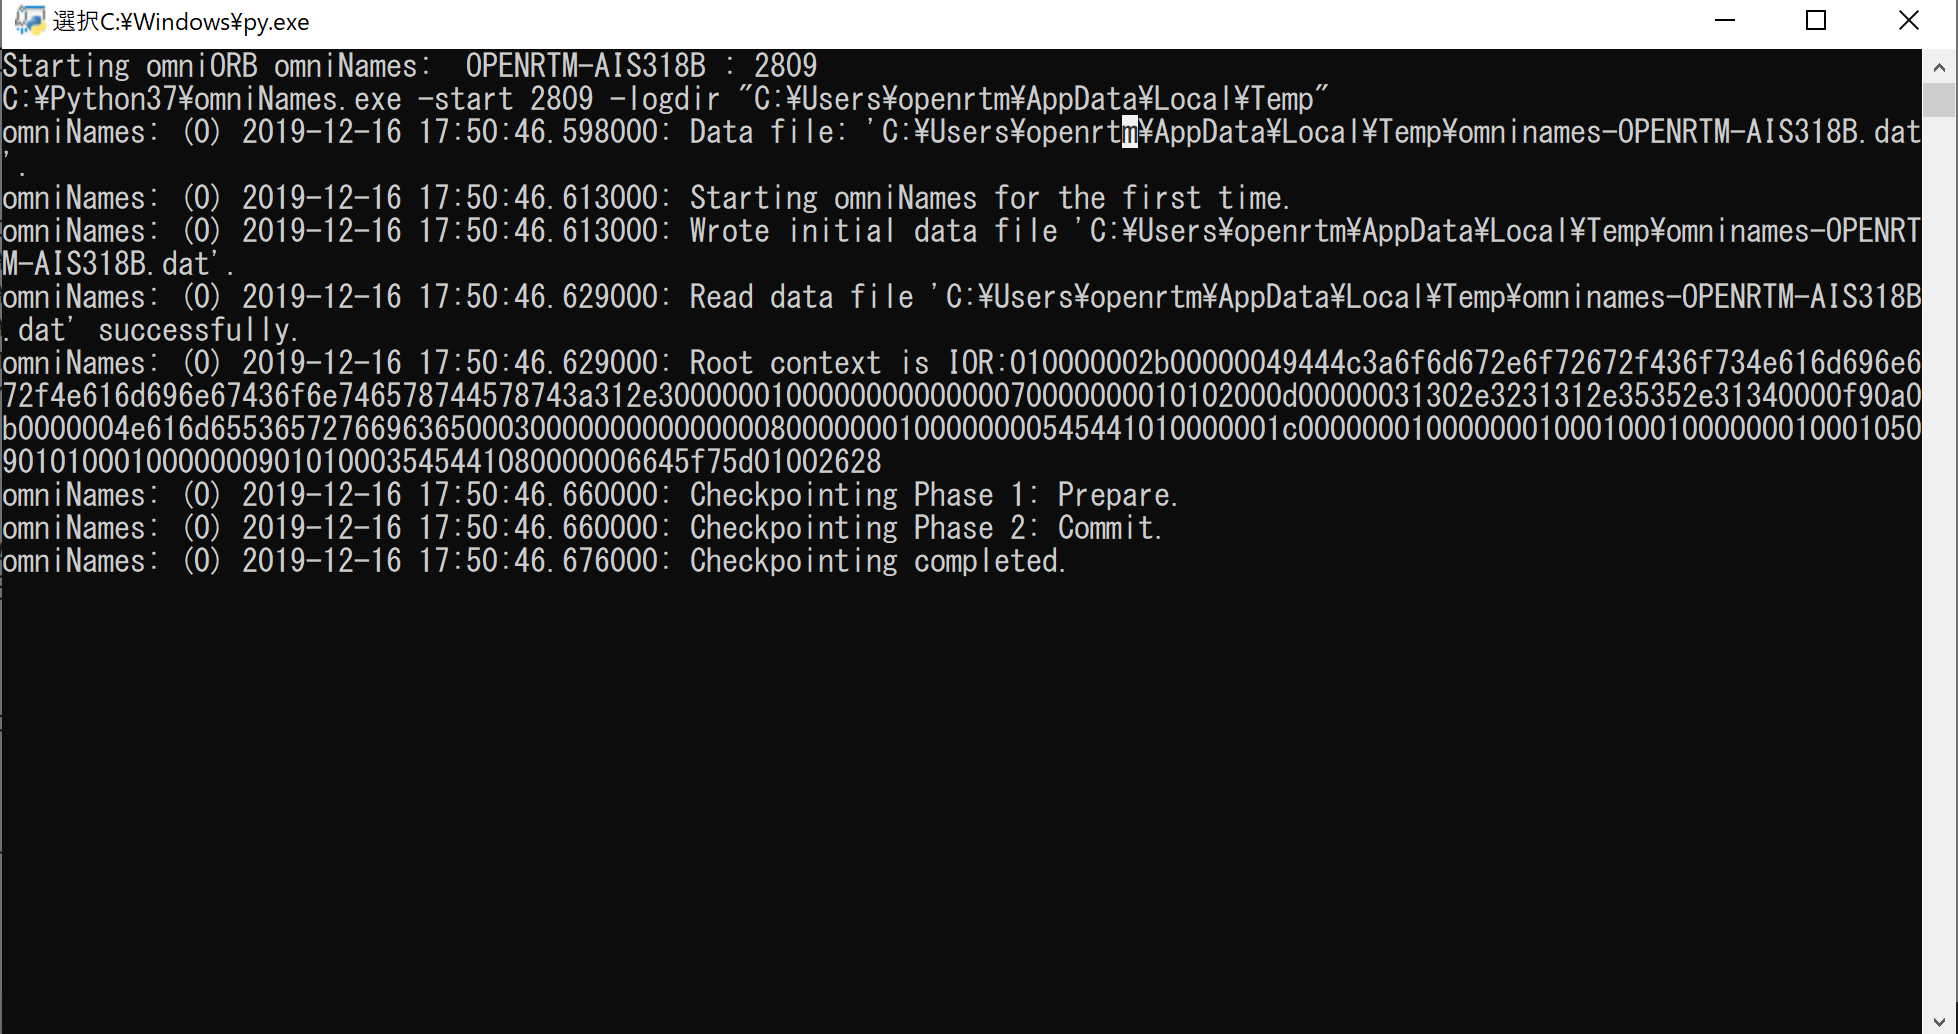 選択C:¥Windows¥py.exe
Starting omniORB omniNames:  OPENRTM-AIS318B : 2809
C:¥Python37¥omniNames.exe -start 2809 -logdir "C:¥Users¥openrtm¥AppData¥Local¥Temp"
omniNames: (0) 2019-12-16 17:50:46.598000: Data file: 'C:¥Users¥openrtm¥AppData¥Local¥Temp¥omninames-OPENRTM-AIS318B.dat
'.
omniNames: (0) 2019-12-16 17:50:46.613000: Starting omniNames for the first time.
omniNames: (0) 2019-12-16 17:50:46.613000: Wrote initial data file 'C:¥Users¥openrtm¥AppData¥Local¥Temp¥omninames-OPENRT
M-AIS318B.dat'.
omniNames: (0) 2019-12-16 17:50:46.629000: Read data file 'C:¥Users¥openrtm¥AppData¥Local¥Temp¥omninames-OPENRTM-AIS318B
.dat' successfully.
omniNames: (0) 2019-12-16 17:50:46.629000: Root context is IOR:010000002b00000049444c3a6f6d672e6f72672f436f734e616d696e6
72f4e616d696e67436f6e746578744578743a312e300000010000000000000070000000010102000d00000031302e3231312e35352e31340000f90a0
b0000004e616d6553657276696365000300000000000000080000000100000000545441010000001c000000010000000100010001000000010001050
9010100010000000901010003545441080000006645f75d01002628
omniNames: (0) 2019-12-16 17:50:46.660000: Checkpointing Phase 1: Prepare.
omniNames: (0) 2019-12-16 17:50:46.660000: Checkpointing Phase 2: Commit.
omniNames: (0) 2019-12-16 17:50:46.676000: Checkpointing completed.